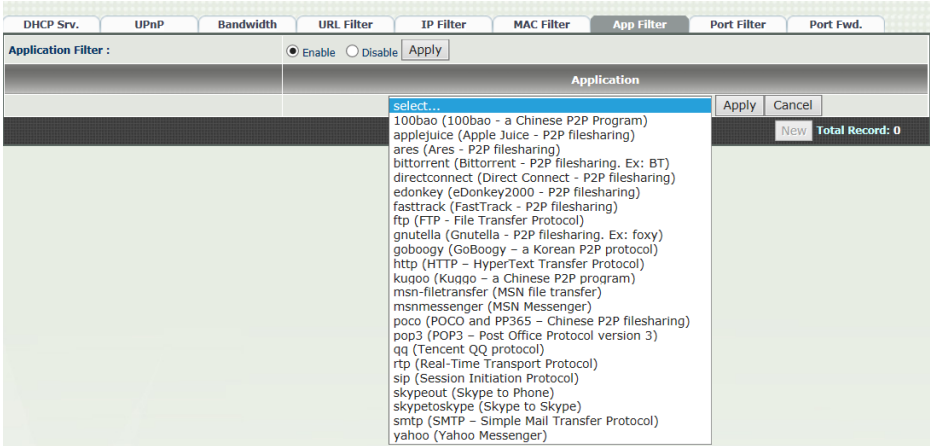 DHCP Srv. UPnP Bandwidth URL Filter IP Filter MAC Filter App Filter Port Filter Port Fwd.
Application Filter : Enable Disable Apply
Application
select... Apply Cancel
100bao (100bao - a Chinese P2P Program)
applejuice (Apple Juice - P2P filesharing)
New Total Record: 0
ares (Ares - P2P filesharing)
bittorrent (Bittorrent - P2P filesharing. Ex: BT)
directconnect (Direct Connect - P2P filesharing)
edonkey (eDonkey2000 - P2P filesharing)
fasttrack (FastTrack - P2P filesharing)
ftp (FTP - File Transfer Protocol)
gnutella (Gnutella - P2P filesharing. Ex: foxy)
goboogy (GoBoogy – a Korean P2P protocol)
http (HTTP – HyperText Transfer Protocol)
kugoo (Kuggo – a Chinese P2P program)
msn-filetransfer (MSN file transfer)
msnmessenger (MSN Messenger)
poco (POCO and PP365 – Chinese P2P filesharing)
pop3 (POP3 – Post Office Protocol version 3)
qq (Tencent QQ protocol)
rtp (Real-Time Transport Protocol)
sip (Session Initiation Protocol)
skypeout (Skype to Phone)
skypetoskype (Skype to Skype)
smtp (SMTP – Simple Mail Transfer Protocol)
yahoo (Yahoo Messenger)